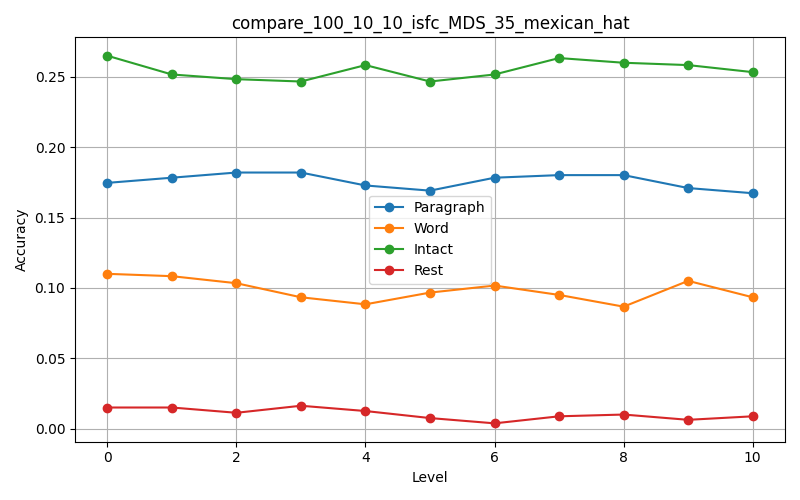 compare_100_10_10_isfc_MDS_35_mexican_hat
Accuracy
0.25
0.20
0.15
0.10
0.05
0.00
Paragraph
Word
Intact
Rest
0 2 4 6 8 10
Level